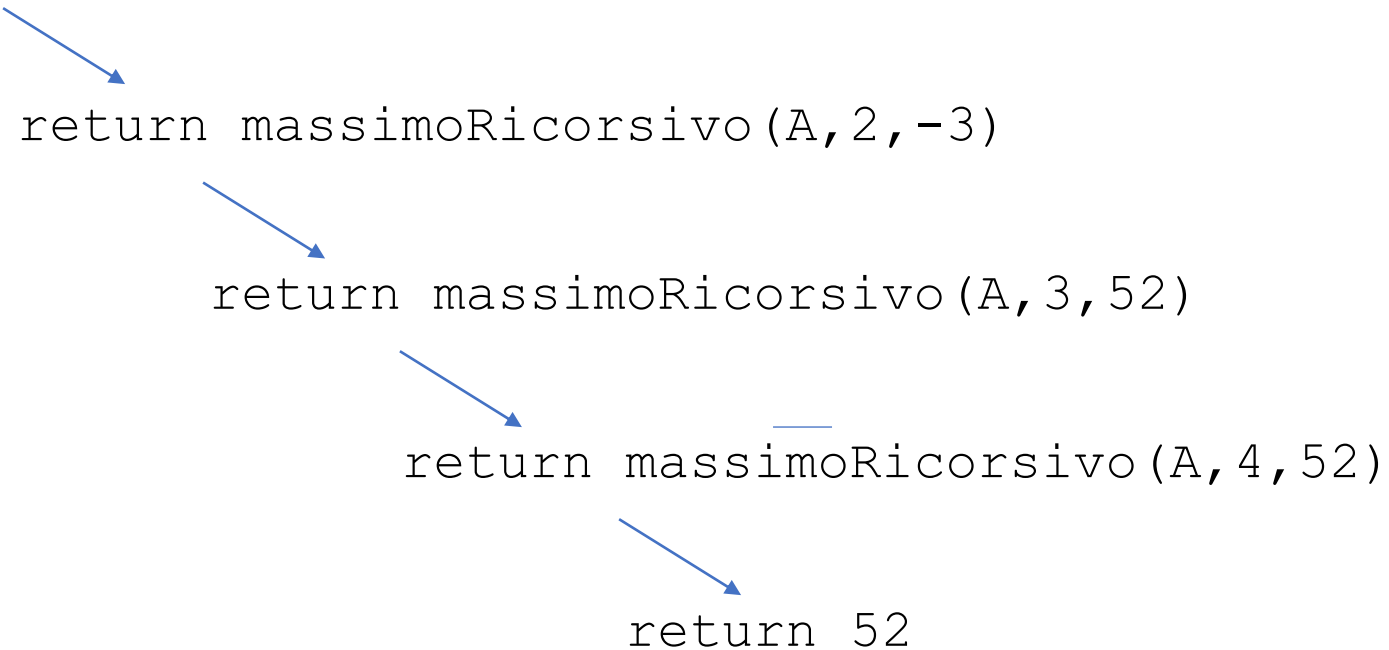 return massimoRicorsivo(A,2,-3)
return massimoRicorsivo(A,3,52)
return massimoRicorsivo(A,4,52)
return 52